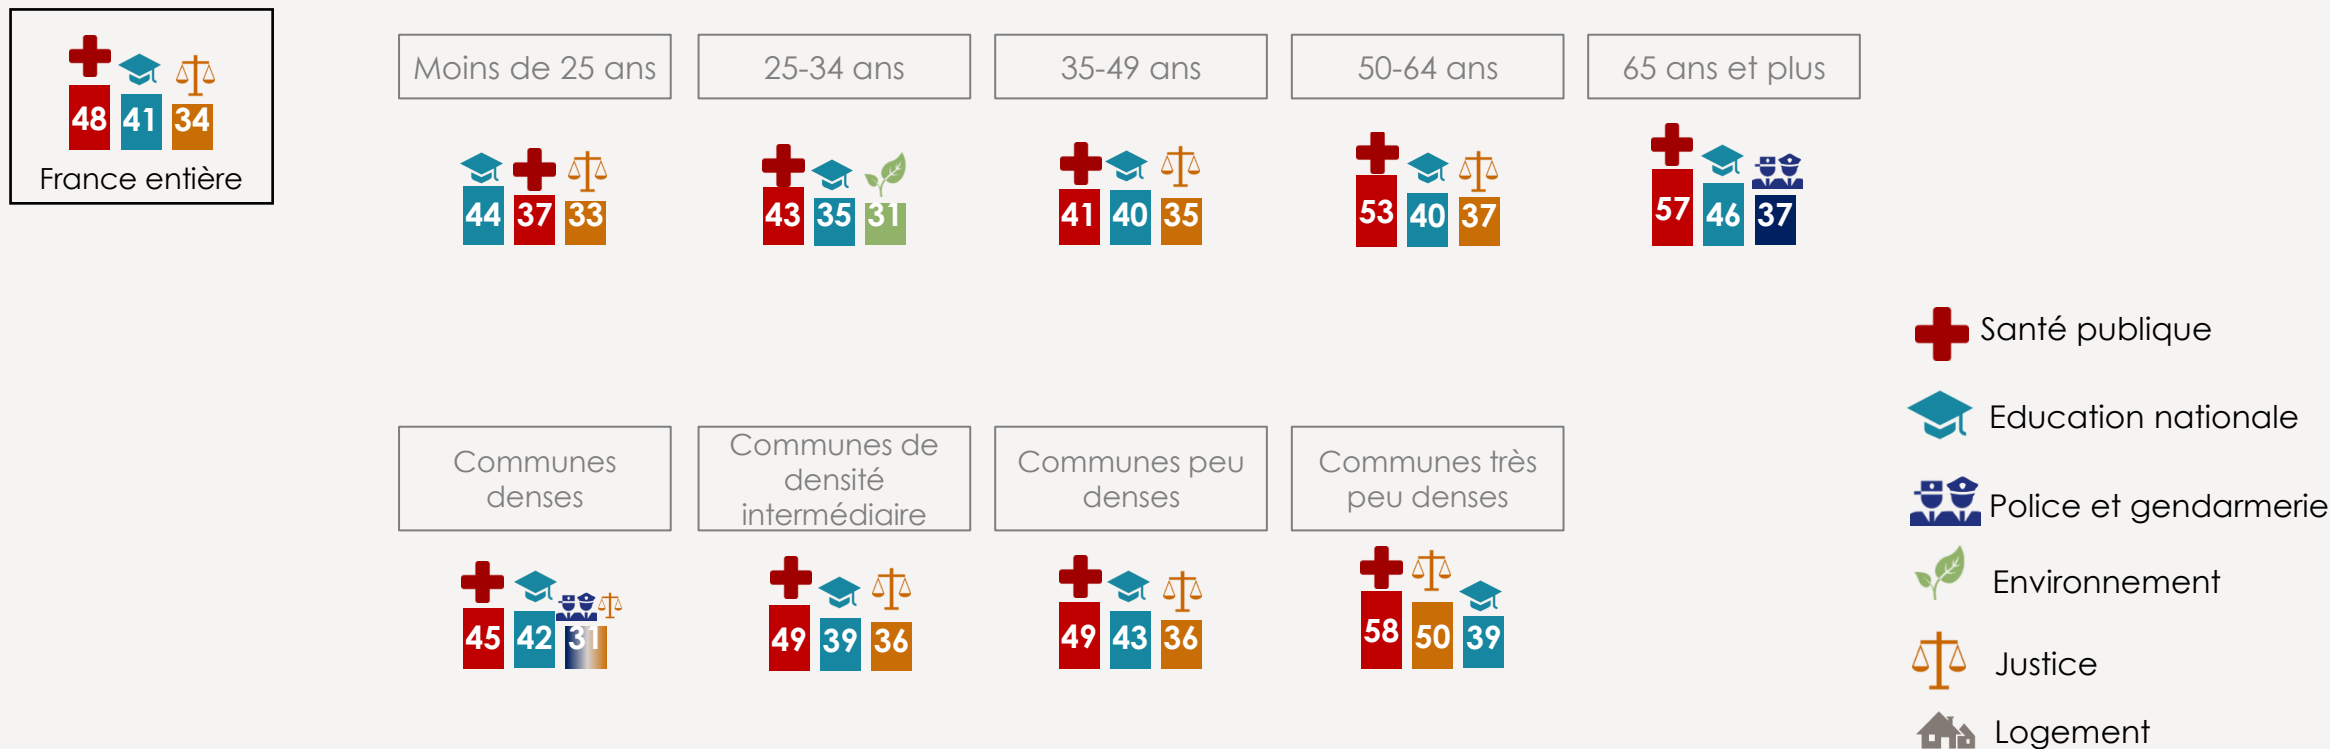 48 41 34
France entière
Moins de 25 ans
25-34 ans
35-49 ans
50-64 ans
65 ans et plus
44 37 33
43 35 31
41 40 35
53 40 37
57 46 37
Santé publique
Education nationale
Police et gendarmerie
Environnement
Justice
Logement
Communes
denses
Communes de
densité
intermédiaire
Communes peu
denses
Communes très
peu denses
45 42 31
49 39 36
49 43 36
58 50 39